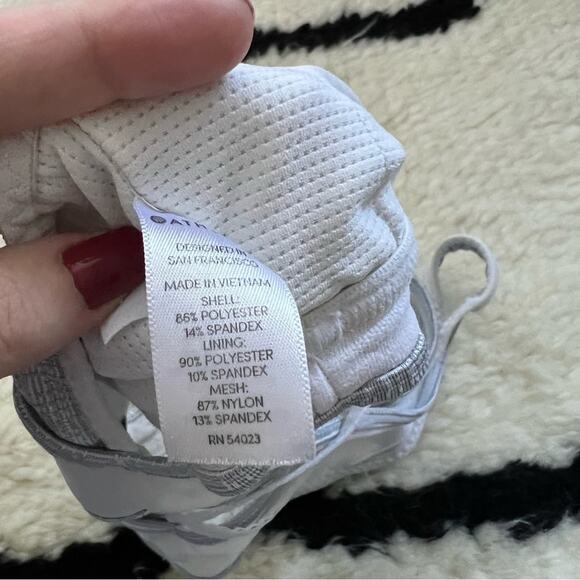 ATH
DESIGNED IN
SAN FRANCISCO
MADE IN VIETNAM
SHELL:
86% POLYESTER
14% SPANDEX
LINING:
90% POLYESTER
10% SPANDEX
MESH:
87% NYLON
13% SPANDEX
RN 54023